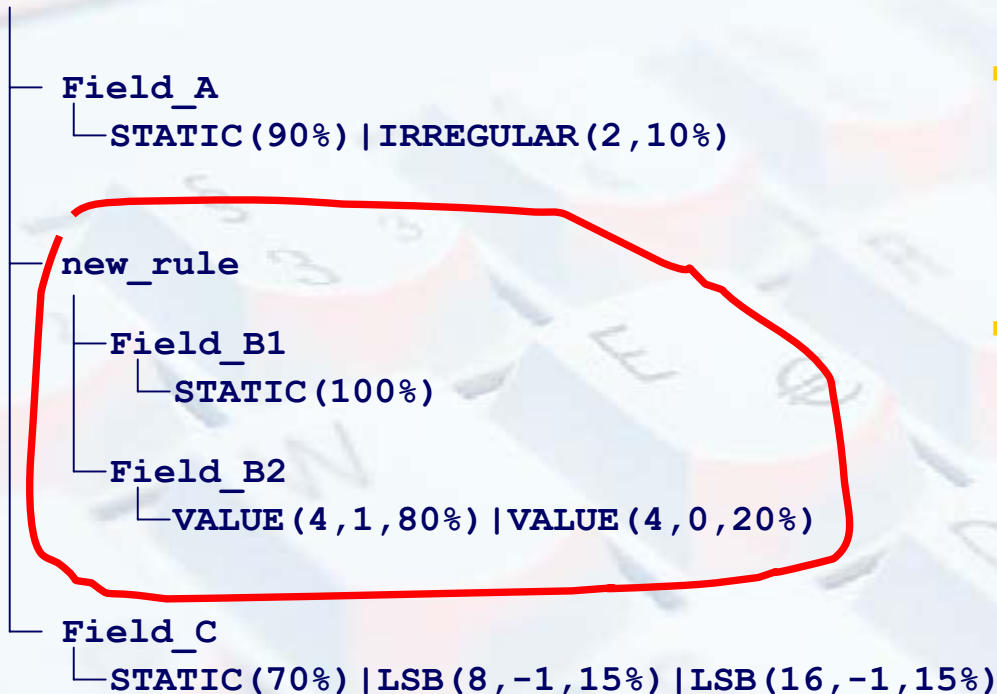 Field_A
STATIC(90%)|IRREGULAR(2,10%)
new_rule
Field_B1
STATIC(100%)
Field_B2
VALUE(4,1,80%)|VALUE(4,0,20%)
Field_C
STATIC(70%)|LSB(8,-1,15%)|LSB(16,-1,15%)